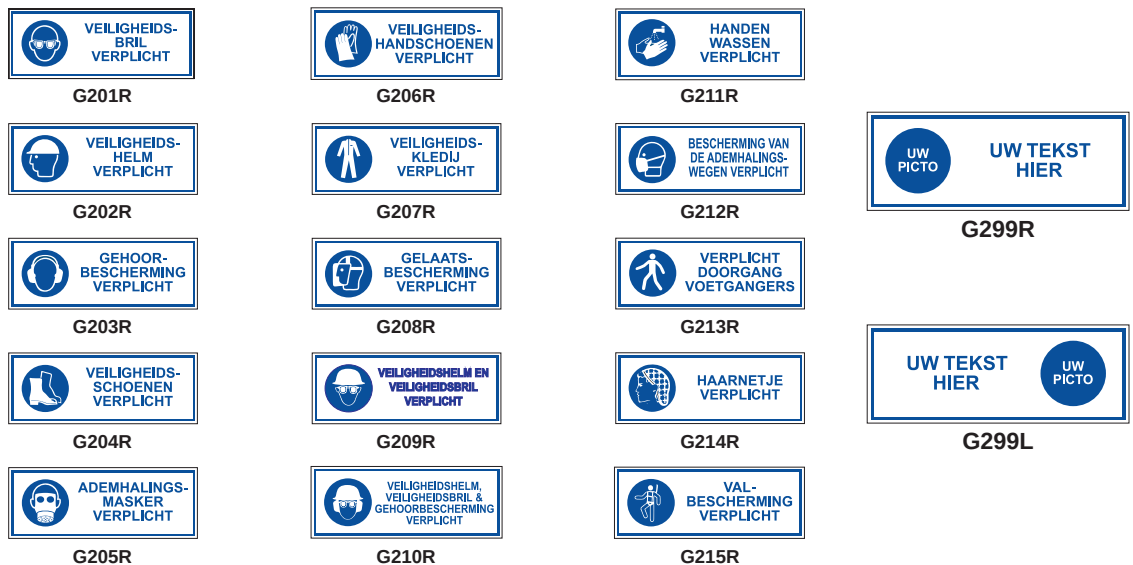 VEILIGHEIDS-
BRIL
VERPLICHT
G201R
VEILIGHEIDS-
HELM
VERPLICHT
G202R
GEHOOR-
BESCHERMING
VERPLICHT
G203R
VEILIGHEIDS-
SCHOENEN
VERPLICHT
G204R
ADEMHALINGS-
MASKER
VERPLICHT
G205R
VEILIGHEIDS-
HANDSCHOENEN
VERPLICHT
G206R
VEILIGHEIDS-
KLEDIJ
VERPLICHT
G207R
GELAATS-
BESCHERMING
VERPLICHT
G208R
VEILIGHEIDSHELM EN
VEILIGHEIDSBRIL
VERPLICHT
G209R
VEILIGHEIDSHELM,
VEILIGHEIDSBRIL &
GEHOORBESCHERMING
VERPLICHT
G210R
HANDEN
WASSEN
VERPLICHT
G211R
BESCHERMING VAN
DE ADEMHALINGS-
WEGEN VERPLICHT
G212R
VERPLICHT
DOORGANG
VOETGANGERS
G213R
HAARNETJE
VERPLICHT
G214R
VAL-
BESCHERMING
VERPLICHT
G215R
UW
PICTO
UW TEKST
HIER
G299R
UW TEKST
HIER
UW
PICTO
G299L